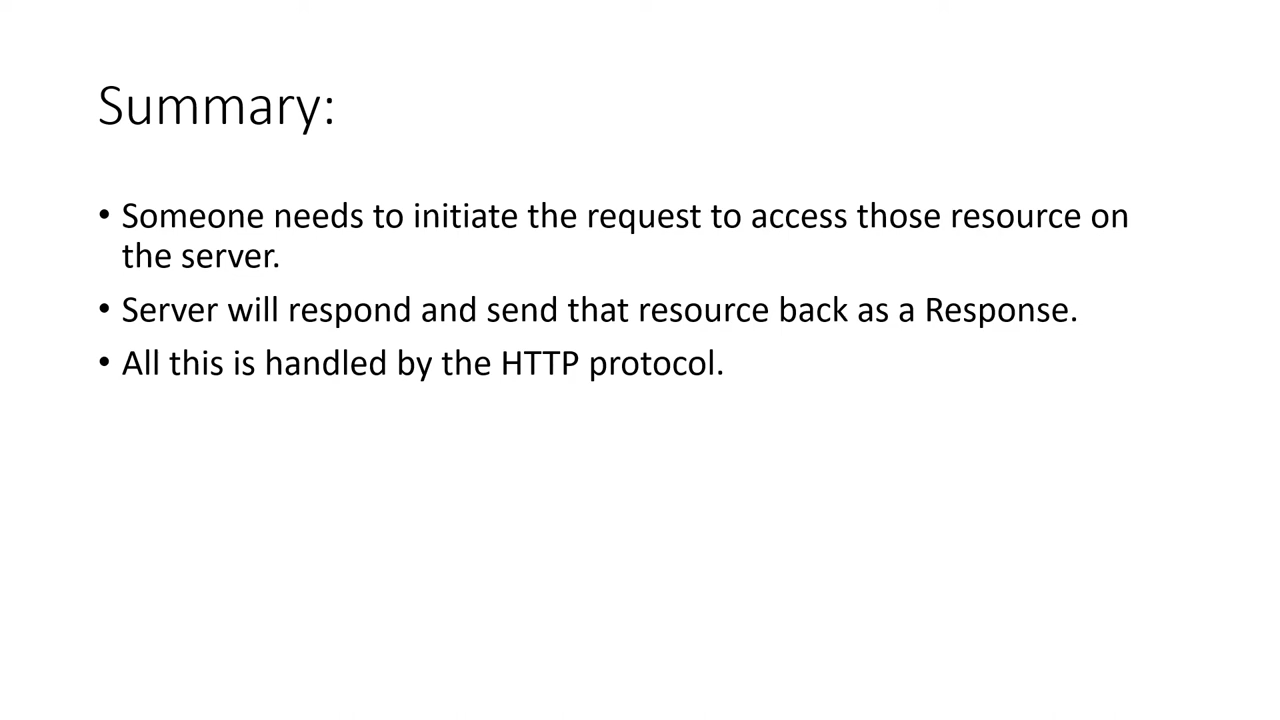 Summary:
• Someone needs to initiate the request to access those resource on
the server.
• Server will respond and send that resource back as a Response.
• All this is handled by the HTTP protocol.